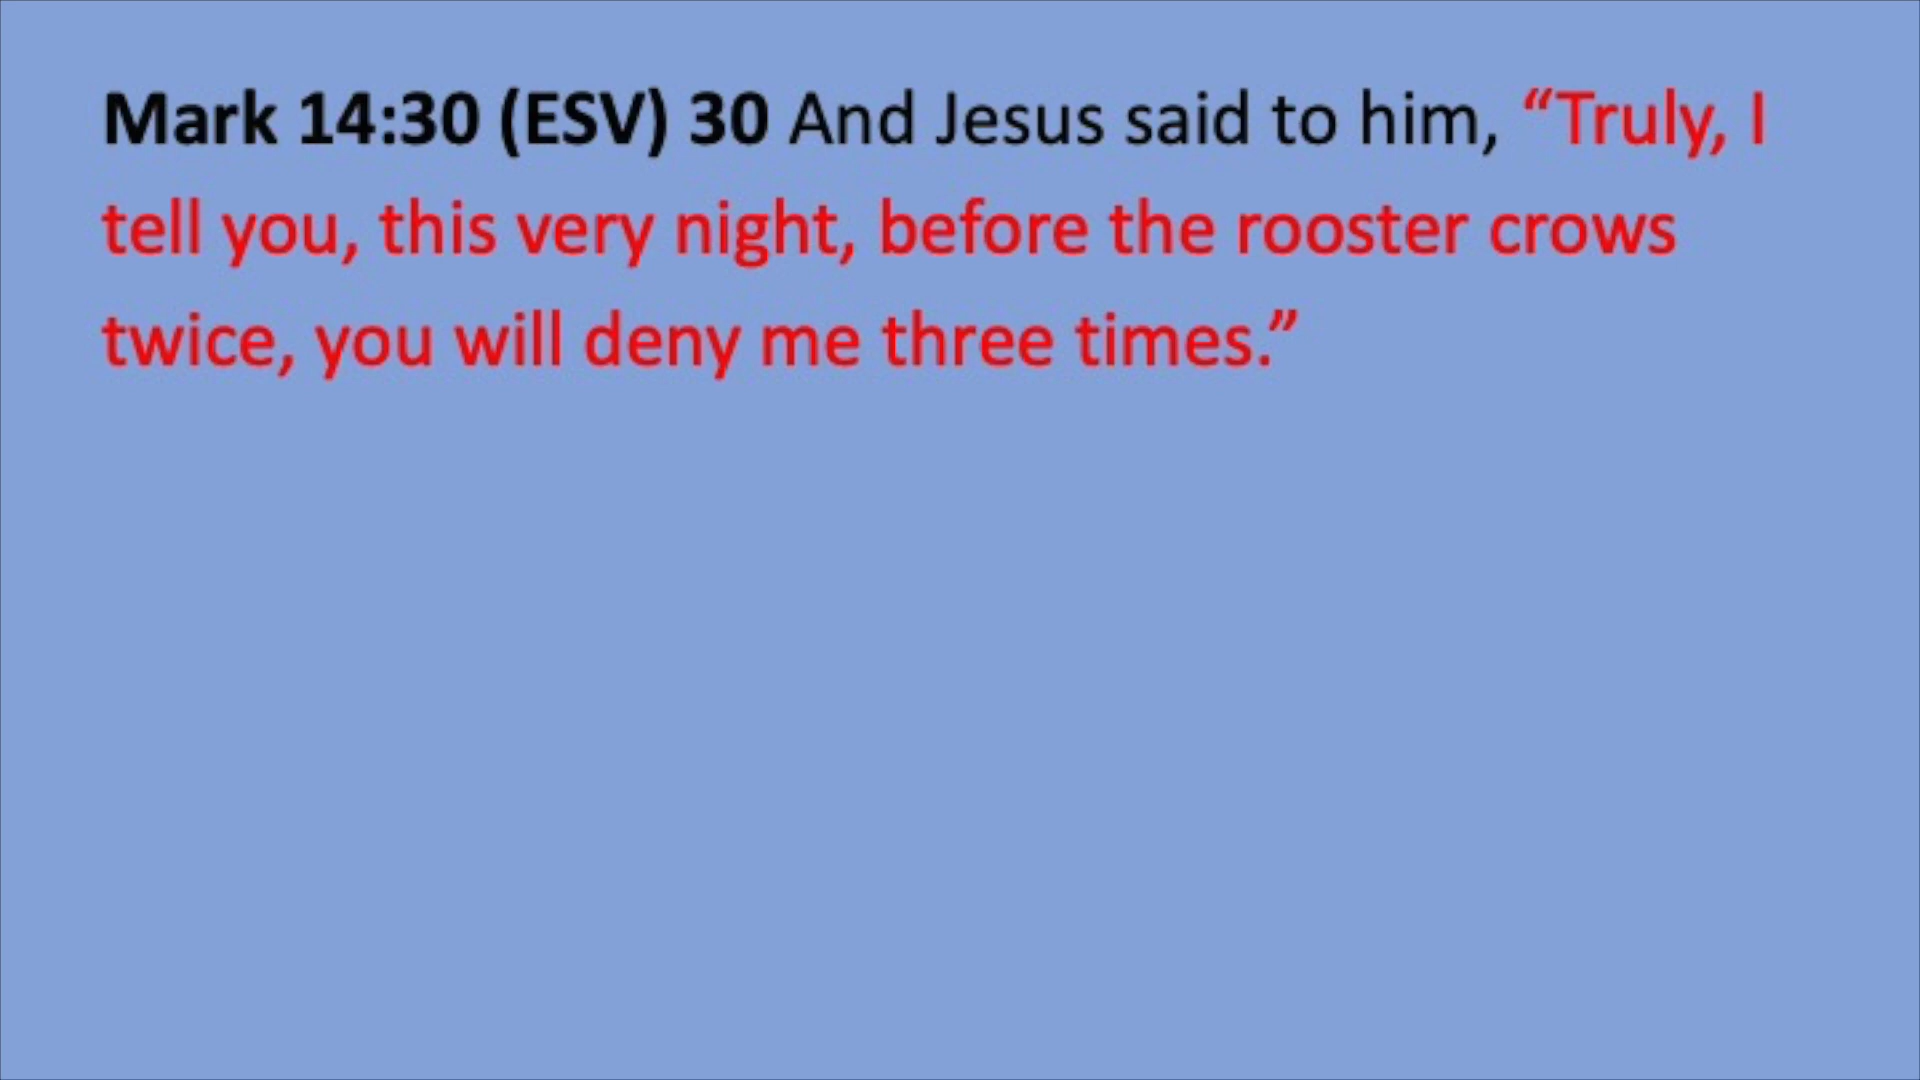 Mark 14:30 (ESV) 30 And Jesus said to him, “Truly, I
tell you, this very night, before the rooster crows
twice, you will deny me three times.”